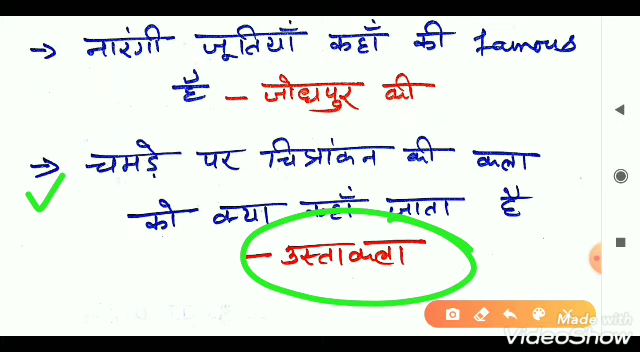 → नारंगी जूतियाँ कहाँ की famous
है - जोधपुर की
→ चमड़े पर चित्रांकन की कला
को क्या कहाँ जाता है
- उस्ताकला
Made with
VideoShow